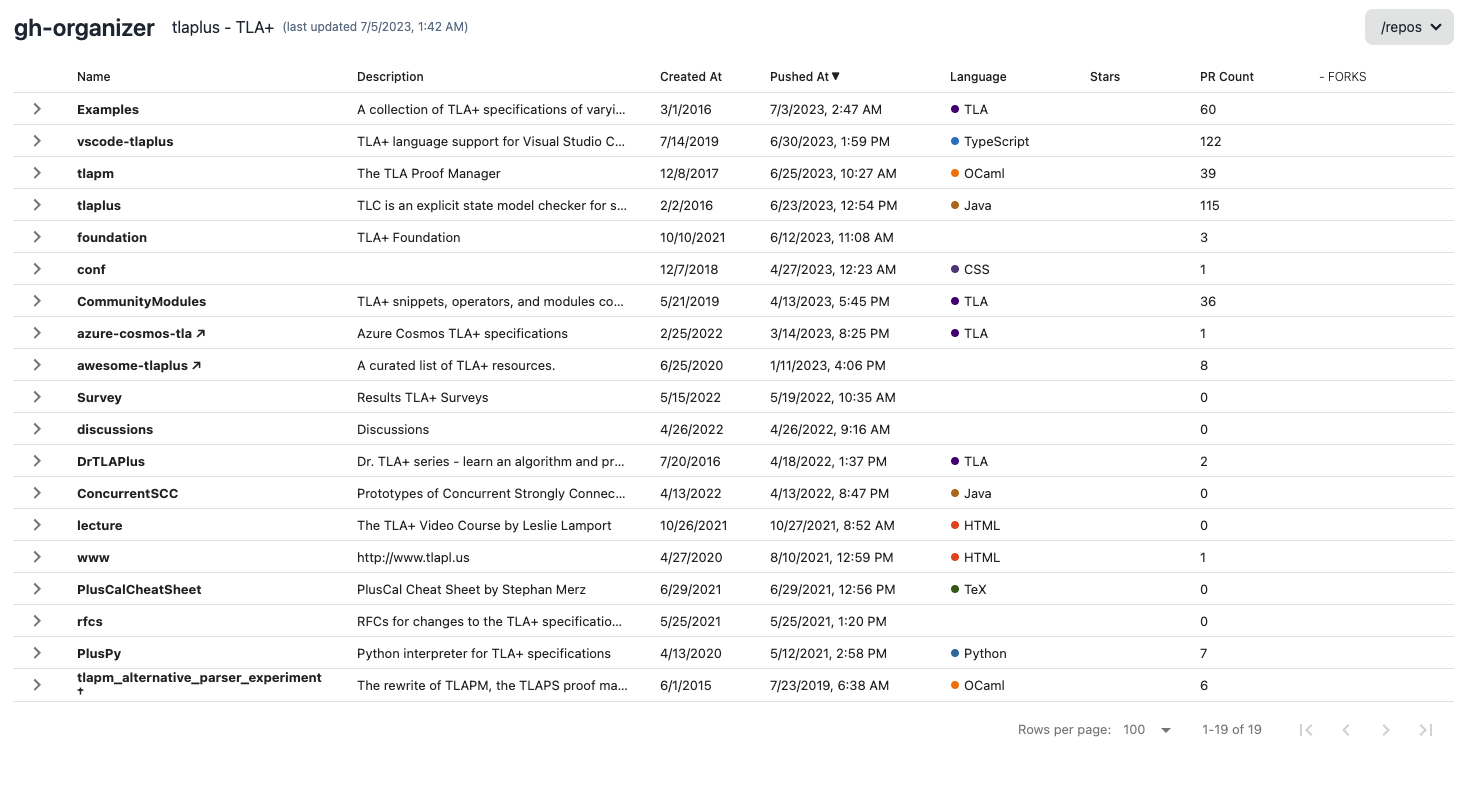 gh-organizer tlaplus - TLA+ (last updated 7/5/2023, 1:42 AM) /repos
Name Description Created At Pushed At▼ Language Stars PR Count - FORKS
Examples A collection of TLA+ specifications of varyi... 3/1/2016 7/3/2023, 2:47 AM TLA 60
vscode-tlaplus TLA+ language support for Visual Studio C... 7/14/2019 6/30/2023, 1:59 PM TypeScript 122
tlapm The TLA Proof Manager 12/8/2017 6/25/2023, 10:27 AM OCaml 39
tlaplus TLC is an explicit state model checker for s... 2/2/2016 6/23/2023, 12:54 PM Java 115
foundation TLA+ Foundation 10/10/2021 6/12/2023, 11:08 AM 3
conf 12/7/2018 4/27/2023, 12:23 AM CSS 1
CommunityModules TLA+ snippets, operators, and modules co... 5/21/2019 4/13/2023, 5:45 PM TLA 36
azure-cosmos-tla ↗ Azure Cosmos TLA+ specifications 2/25/2022 3/14/2023, 8:25 PM TLA 1
awesome-tlaplus ↗ A curated list of TLA+ resources. 6/25/2020 1/11/2023, 4:06 PM 8
Survey Results TLA+ Surveys 5/15/2022 5/19/2022, 10:35 AM 0
discussions Discussions 4/26/2022 4/26/2022, 9:16 AM 0
DrTLAPlus Dr. TLA+ series - learn an algorithm and pr... 7/20/2016 4/18/2022, 1:37 PM TLA 2
ConcurrentSCC Prototypes of Concurrent Strongly Connec... 4/13/2022 4/13/2022, 8:47 PM Java 0
lecture The TLA+ Video Course by Leslie Lamport 10/26/2021 10/27/2021, 8:52 AM HTML 0
www http://www.tlapl.us 4/27/2020 8/10/2021, 12:59 PM HTML 1
PlusCalCheatSheet PlusCal Cheat Sheet by Stephan Merz 6/29/2021 6/29/2021, 12:56 PM TeX 0
rfcs RFCs for changes to the TLA+ specificatio... 5/25/2021 5/25/2021, 1:20 PM 0
PlusPy Python interpreter for TLA+ specifications 4/13/2020 5/12/2021, 2:58 PM Python 7
tlapm_alternative_parser_experiment The rewrite of TLAPM, the TLAPS proof ma... 6/1/2015 7/23/2019, 6:38 AM OCaml 6
✝
Rows per page: 100 1-19 of 19